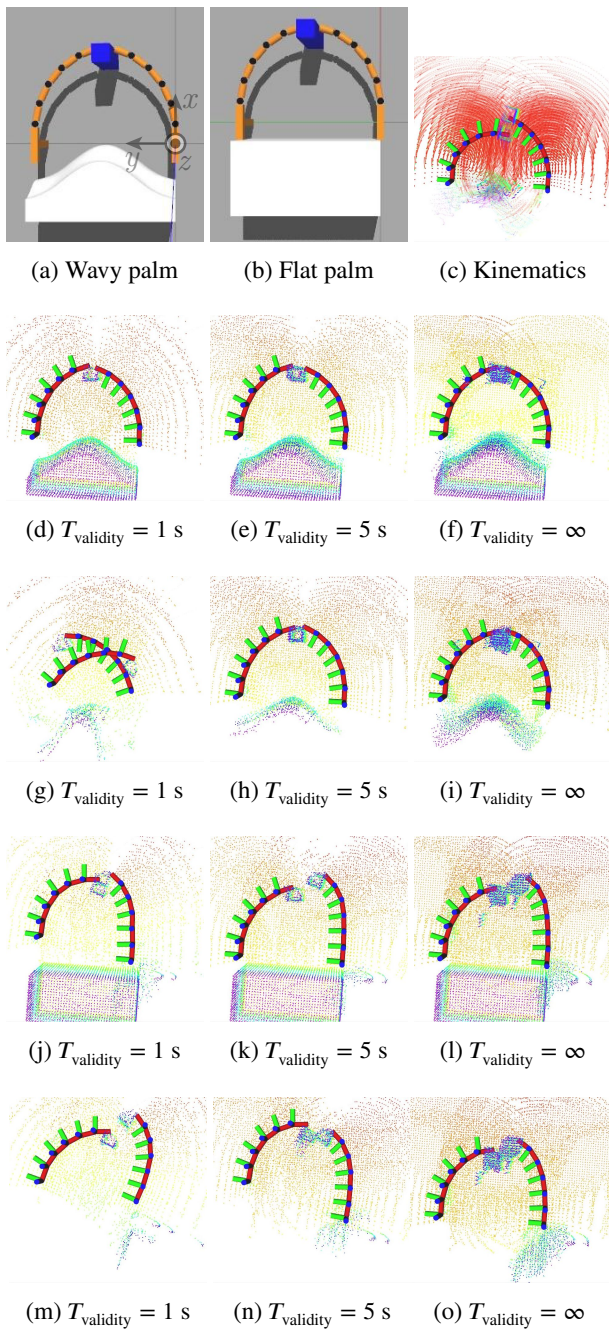 x
y
z
(a) Wavy palm
(b) Flat palm
(c) Kinematics
(d) T_validity = 1 s
(e) T_validity = 5 s
(f) T_validity = ∞
(g) T_validity = 1 s
(h) T_validity = 5 s
(i) T_validity = ∞
(j) T_validity = 1 s
(k) T_validity = 5 s
(l) T_validity = ∞
(m) T_validity = 1 s
(n) T_validity = 5 s
(o) T_validity = ∞